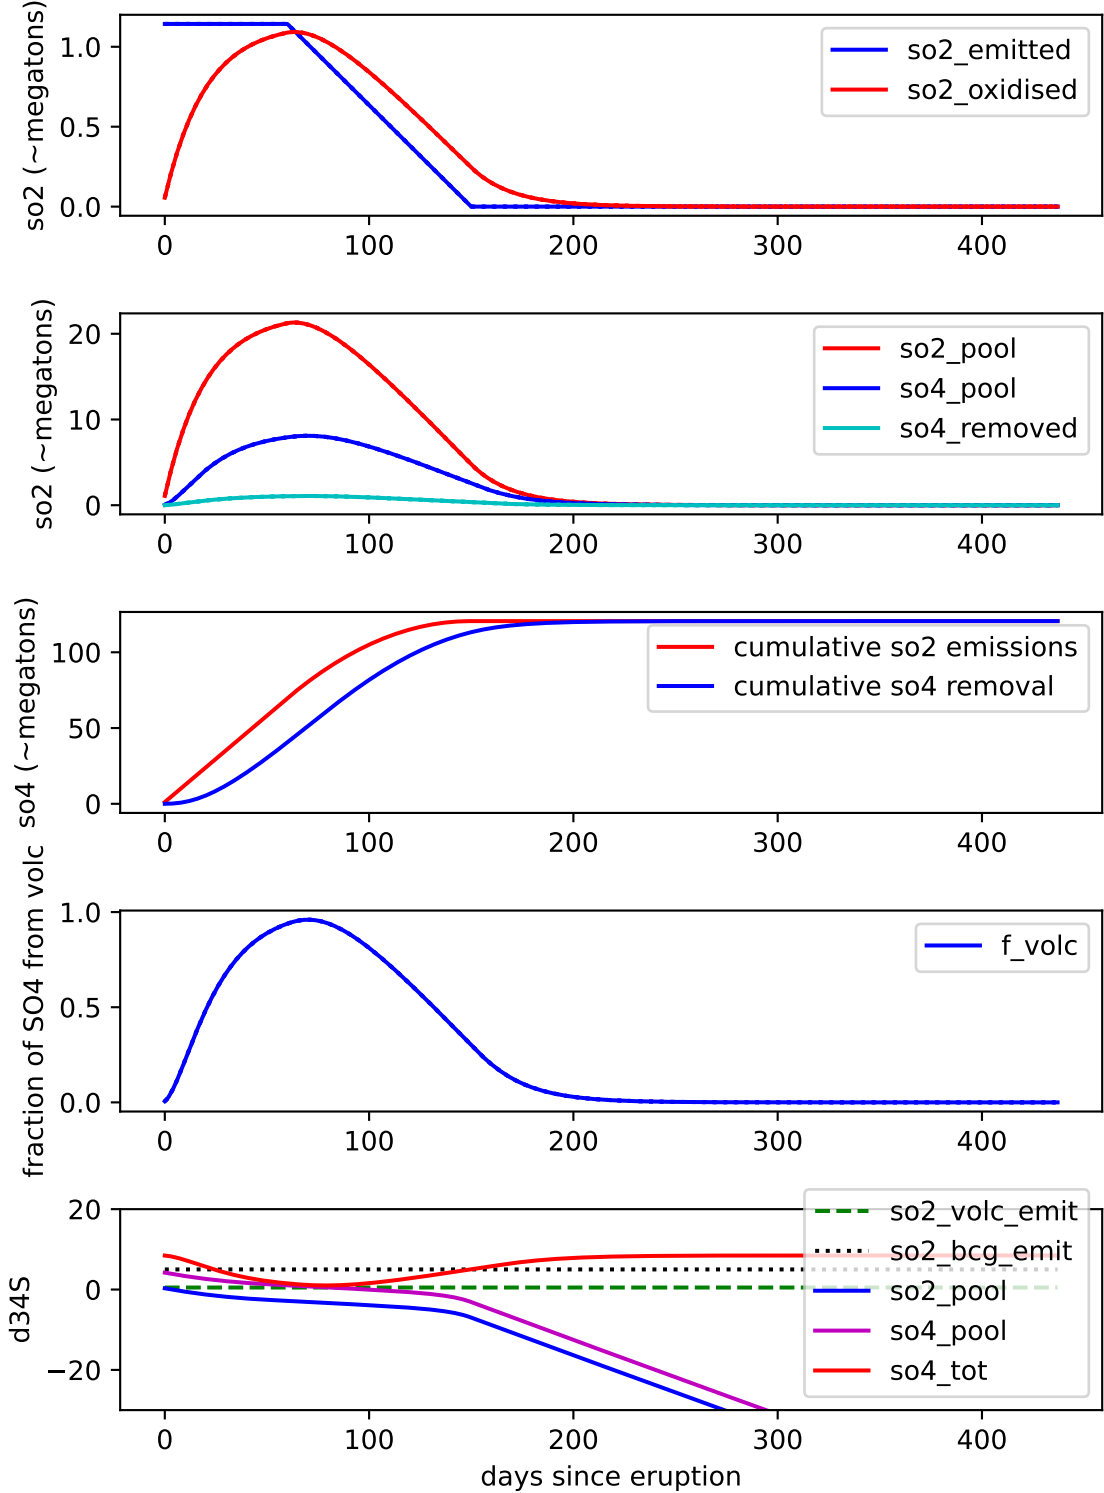 so2 (~megatons)
1.0
0.5
0.0
so2_emitted
so2_oxidised
0 100 200 300 400
so2 (~megatons)
20
10
0
so2_pool
so4_pool
so4_removed
0 100 200 300 400
so4 (~megatons)
100
50
0
cumulative so2 emissions
cumulative so4 removal
0 100 200 300 400
fraction of SO4 from volc
1.0
0.5
0.0
f_volc
0 100 200 300 400
d34S
20
0
−20
so2_volc_emit
so2_bcg_emit
so2_pool
so4_pool
so4_tot
0 100 200 300 400
days since eruption